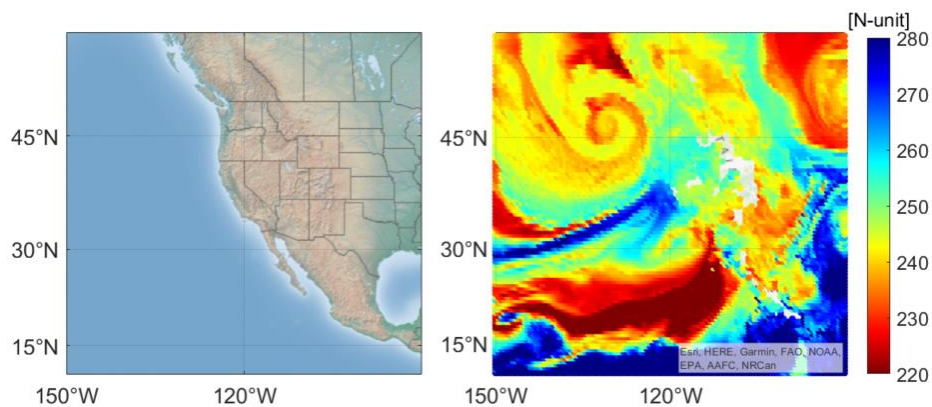 [N-unit]
45°N
30°N
15°N
150°W
120°W
45°N
30°N
15°N
150°W
120°W
Esri, HERE, Garmin, FAO, NOAA,
EPA, AAFC, NRCan
280
270
260
250
240
230
220